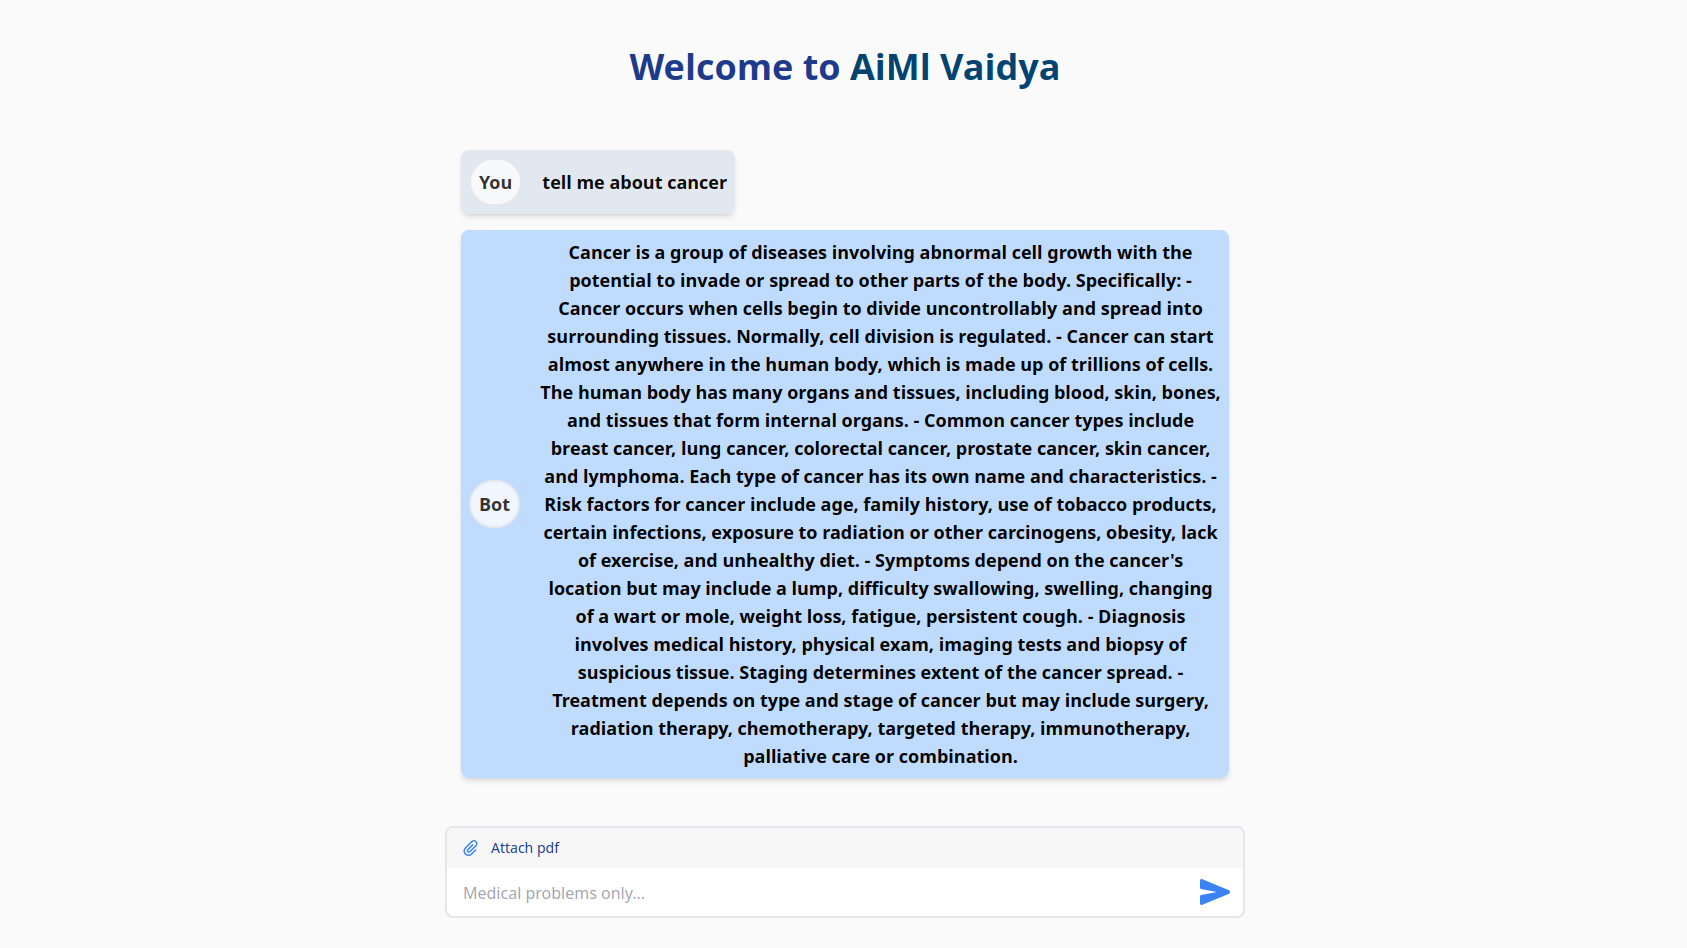 Welcome to AiMl Vaidya
You tell me about cancer
Cancer is a group of diseases involving abnormal cell growth with the
potential to invade or spread to other parts of the body. Specifically: -
Cancer occurs when cells begin to divide uncontrollably and spread into
surrounding tissues. Normally, cell division is regulated. - Cancer can start
almost anywhere in the human body, which is made up of trillions of cells.
The human body has many organs and tissues, including blood, skin, bones,
and tissues that form internal organs. - Common cancer types include
breast cancer, lung cancer, colorectal cancer, prostate cancer, skin cancer,
and lymphoma. Each type of cancer has its own name and characteristics. -
Bot
Risk factors for cancer include age, family history, use of tobacco products,
certain infections, exposure to radiation or other carcinogens, obesity, lack
of exercise, and unhealthy diet. - Symptoms depend on the cancer's
location but may include a lump, difficulty swallowing, swelling, changing
of a wart or mole, weight loss, fatigue, persistent cough. - Diagnosis
involves medical history, physical exam, imaging tests and biopsy of
suspicious tissue. Staging determines extent of the cancer spread. -
Treatment depends on type and stage of cancer but may include surgery,
radiation therapy, chemotherapy, targeted therapy, immunotherapy,
palliative care or combination.
Attach pdf
Medical problems only...